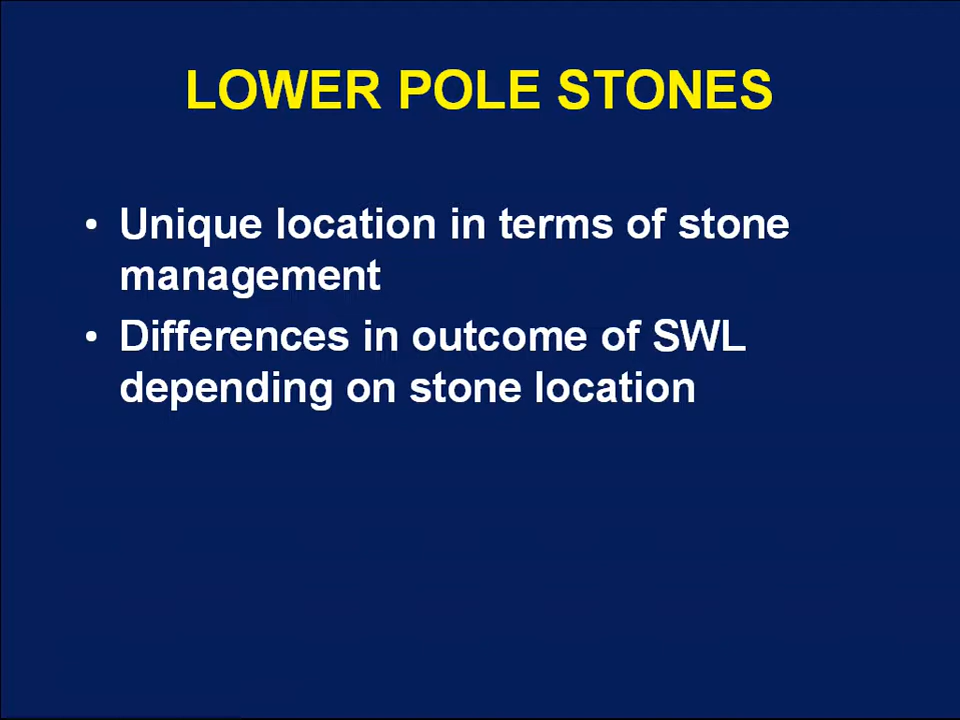 LOWER POLE STONES
• Unique location in terms of stone
management
• Differences in outcome of SWL
depending on stone location